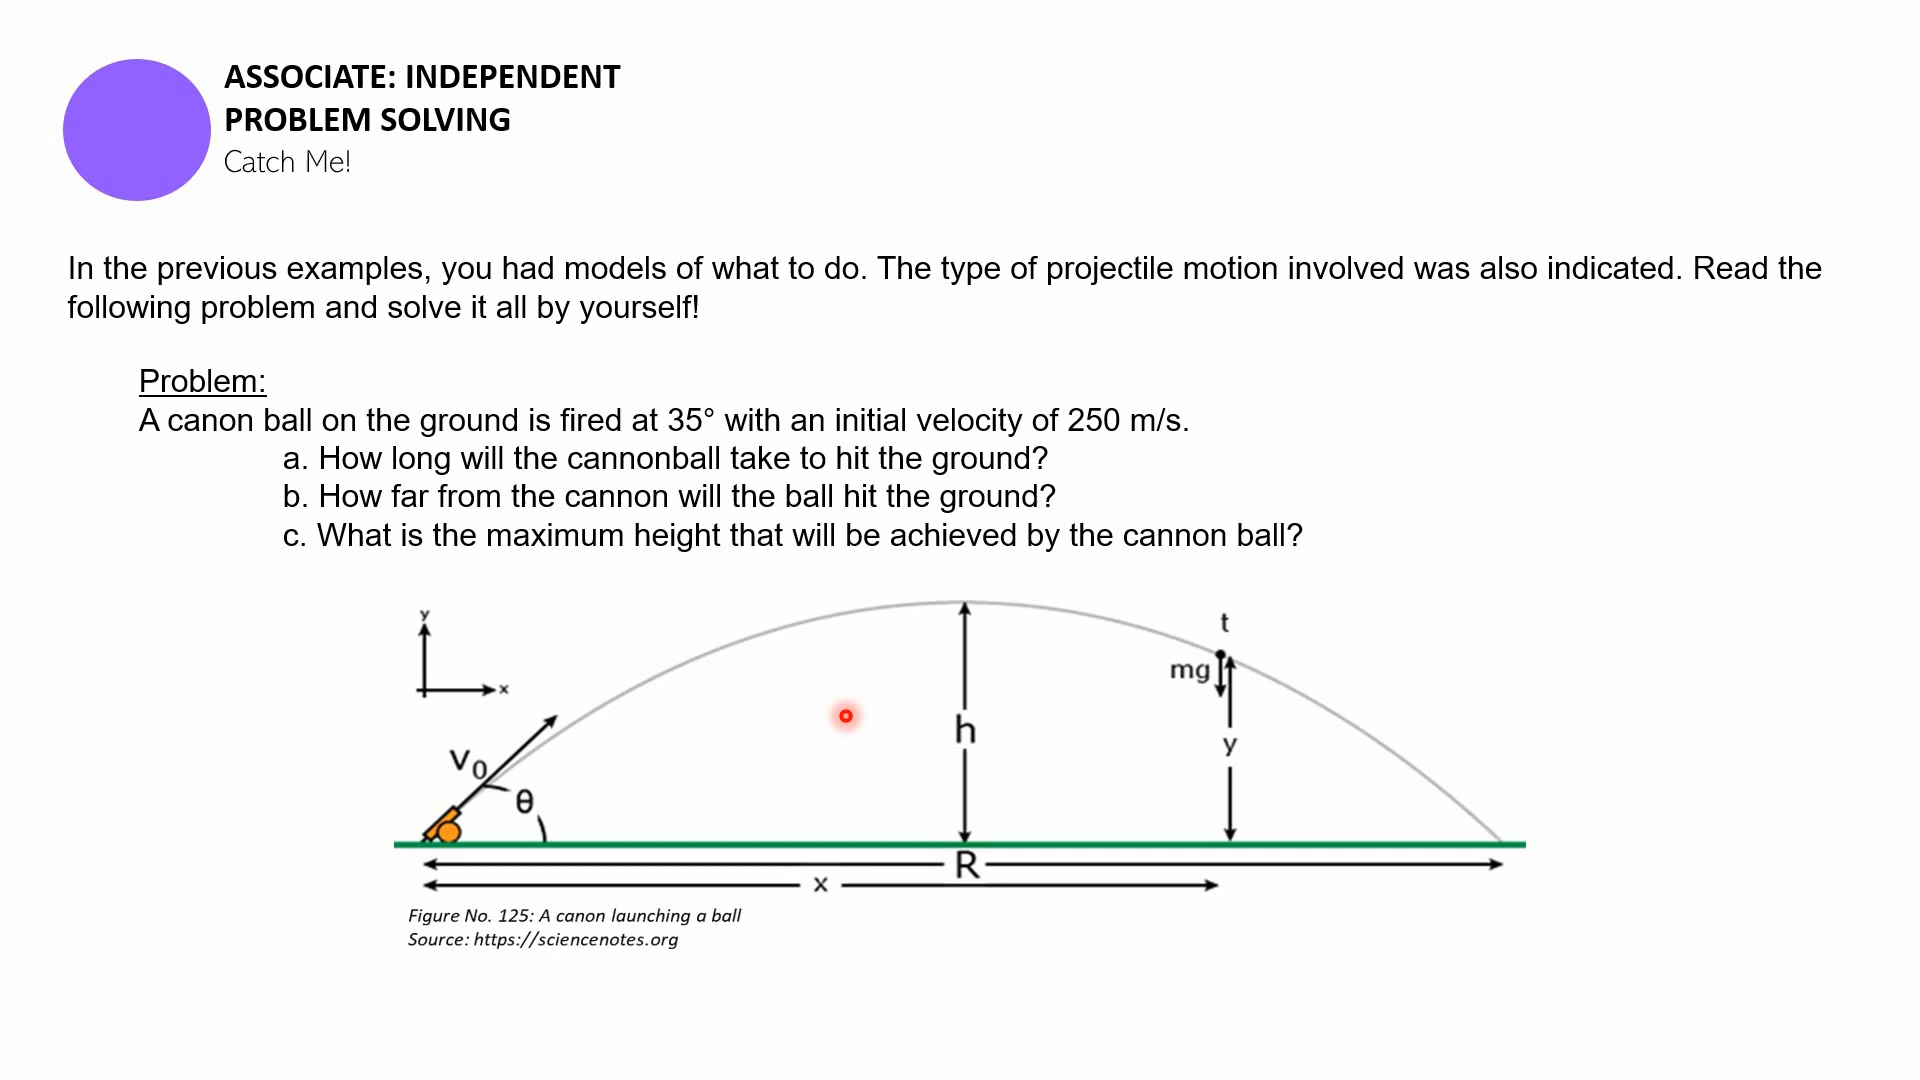 ASSOCIATE: INDEPENDENT
PROBLEM SOLVING
Catch Me!
In the previous examples, you had models of what to do. The type of projectile motion involved was also indicated. Read the
following problem and solve it all by yourself!
Problem:
A canon ball on the ground is fired at 35° with an initial velocity of 250 m/s.
a. How long will the cannonball take to hit the ground?
b. How far from the cannon will the ball hit the ground?
c. What is the maximum height that will be achieved by the cannon ball?
y
x
t
mg
h
y
V₀
θ
R
x
Figure No. 125: A canon launching a ball
Source: https://sciencenotes.org